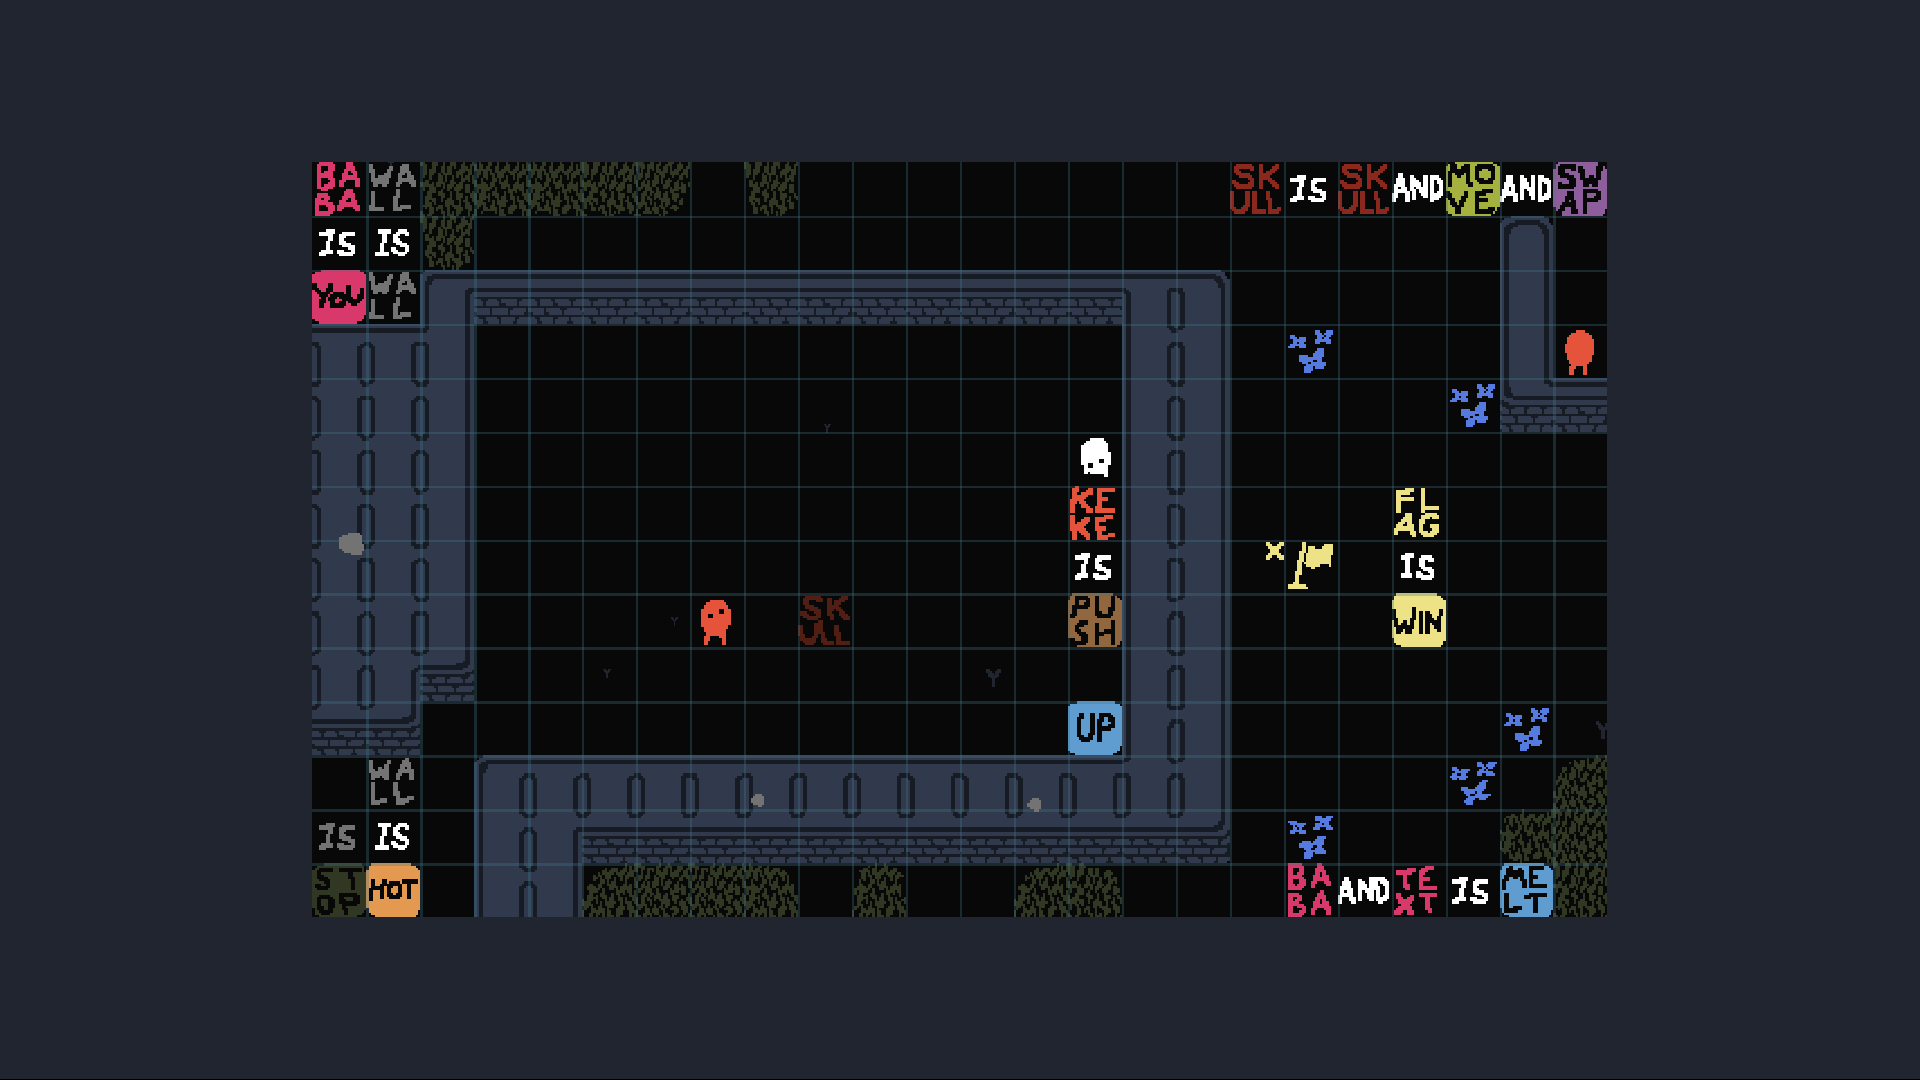 BABA WALL SKULL IS SKULL AND MOVE AND SWAP
IS IS
YOU WALL
KEKE FLAG
IS IS
SKULL PUSH WIN
UP
WALL
IS IS
STOP HOT BABA AND TEXT IS MELT